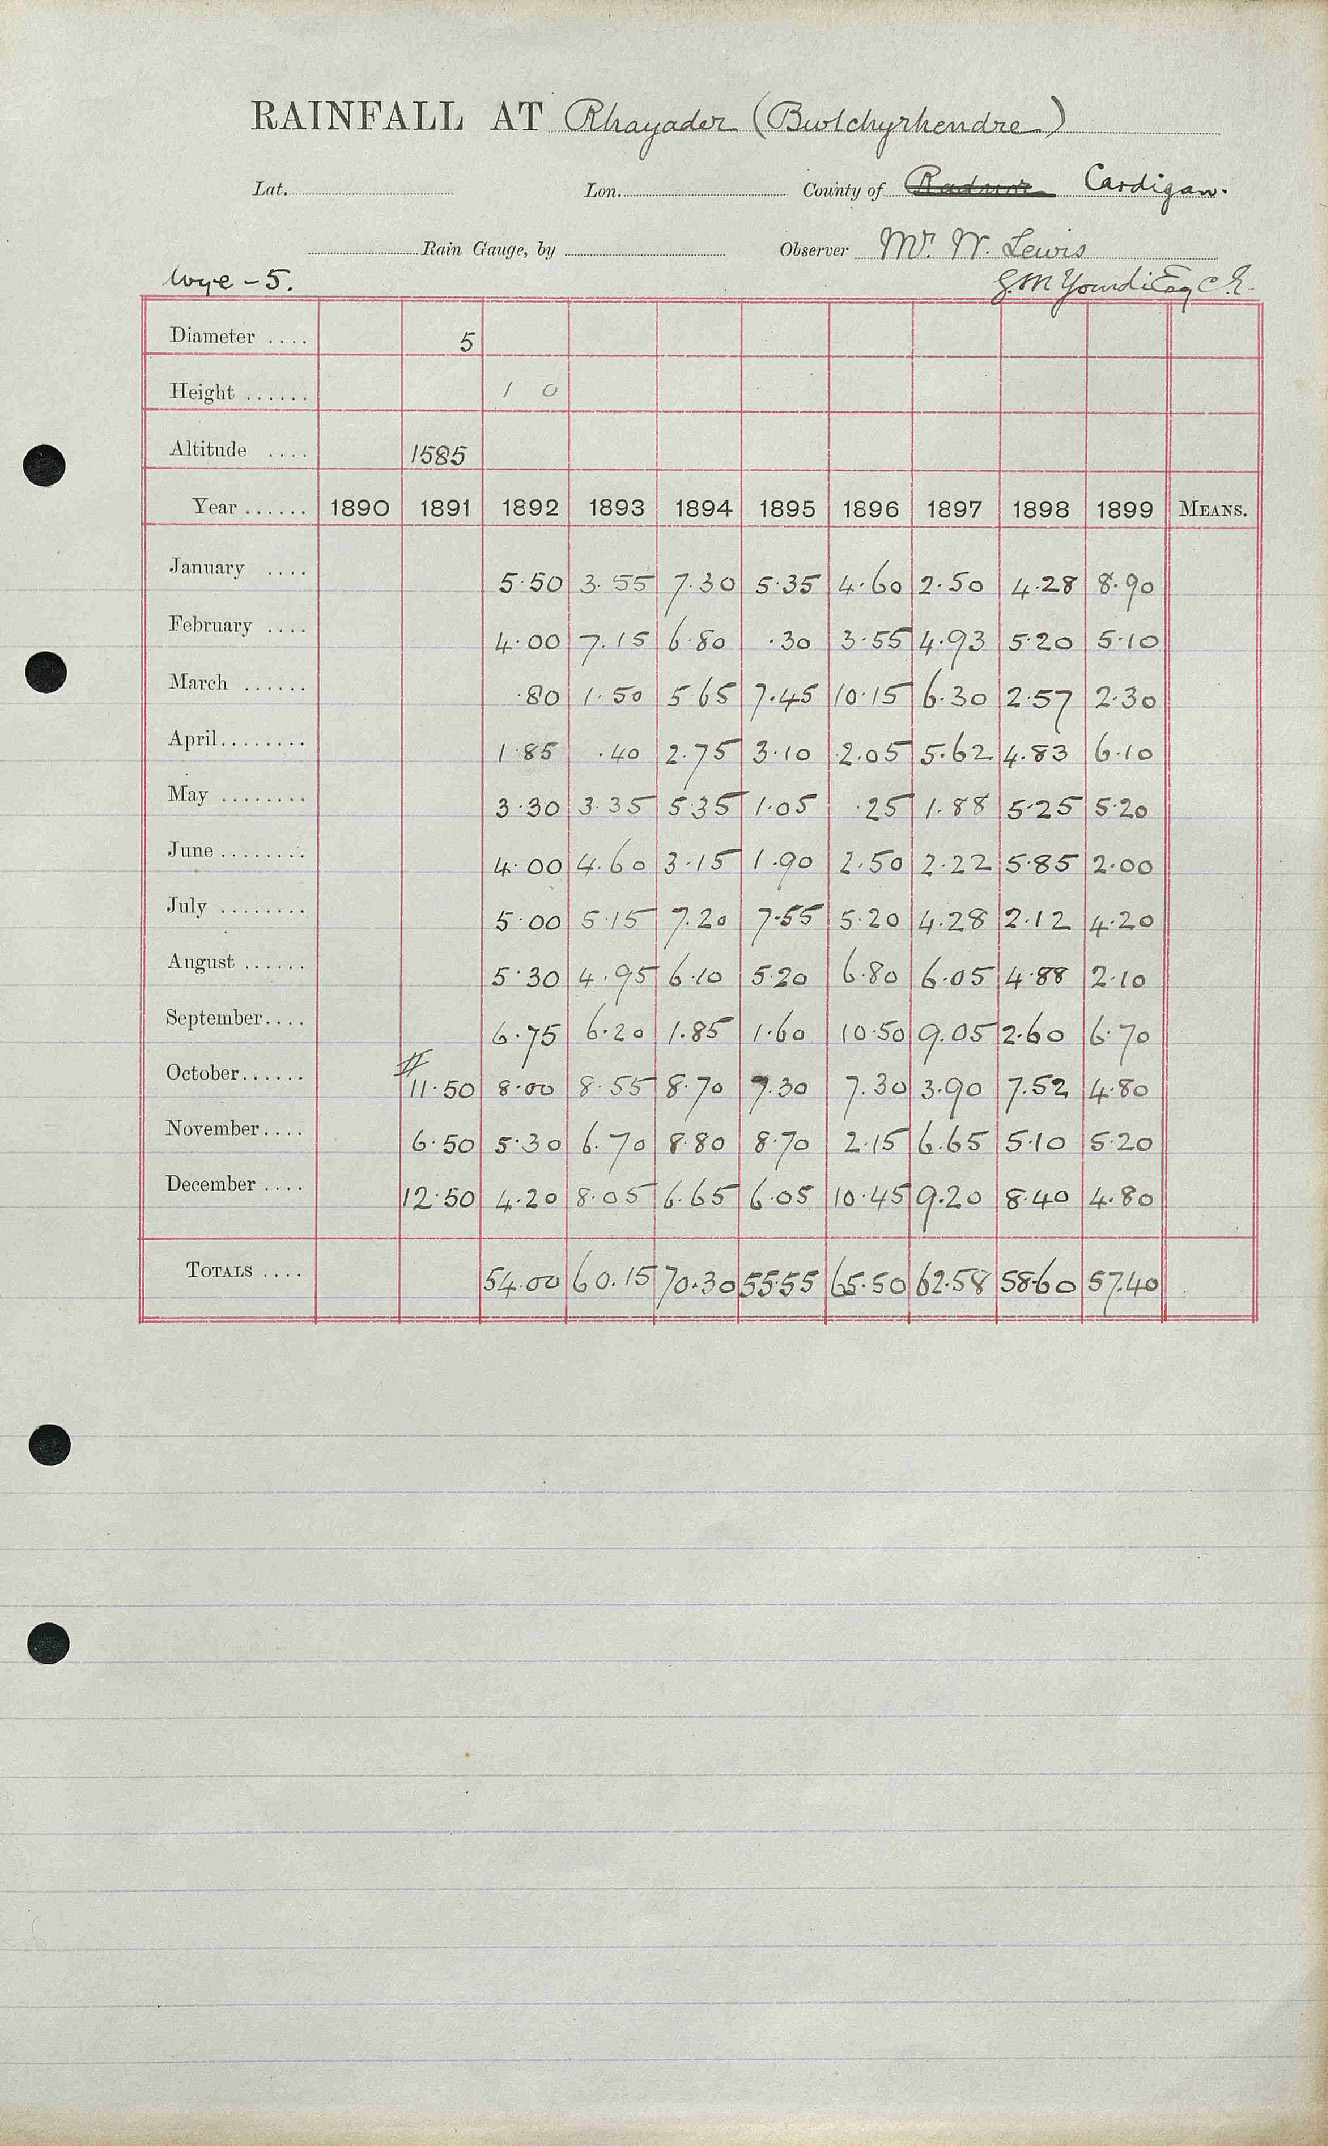 RAINFALL AT Rhayader (Bwlchyrhendre)
Lat. Lon. County of Radnor Cardigan.
Rain Gauge, by Observer Mr. W. Lewis
Wye - 5. Esq C.E.
Diameter .... 5
Height ...... 1 0
Altitude .... 1585
Year ...... 1890 1891 1892 1893 1894 1895 1896 1897 1898 1899 MEANS.
January .... 5.50 3.55 7.30 5.35 4.60 2.50 4.28 8.90
February .... 4.00 7.15 6.80 .30 3.55 4.93 5.20 5.10
March ...... .80 1.50 5.65 7.45 10.15 6.30 2.57 2.30
April........ 1.85 .40 2.75 3.10 2.05 5.62 4.83 6.10
May ........ 3.30 3.35 5.35 1.05 .25 1.88 5.25 5.20
June ........ 4.00 4.60 3.15 1.90 2.50 2.22 5.85 2.00
July ........ 5.00 5.15 7.20 7.55 5.20 4.28 2.12 4.20
August ...... 5.30 4.95 6.10 5.20 6.80 6.05 4.88 2.10
September.... 6.75 6.20 1.85 1.60 10.50 9.05 2.60 6.70
October...... # 11.50 8.00 8.55 8.70 7.30 7.30 3.90 7.52 4.80
November.... 6.50 5.30 6.70 8.80 8.70 2.15 6.65 5.10 5.20
December .... 12.50 4.20 8.05 6.65 6.05 10.45 9.20 8.40 4.80
TOTALS .... 54.00 60.15 70.30 55.55 65.50 62.58 58.60 57.40